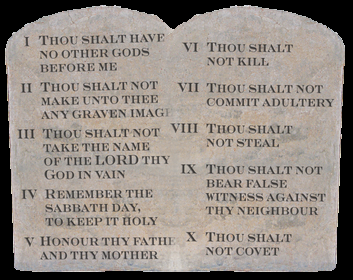 I THOU SHALT HAVE
NO OTHER GODS
BEFORE ME
II THOU SHALT NOT
MAKE UNTO THEE
ANY GRAVEN IMAGE
III THOU SHALT NOT
TAKE THE NAME
OF THE LORD THY
GOD IN VAIN
IV REMEMBER THE
SABBATH DAY,
TO KEEP IT HOLY
V HONOUR THY FATHE
AND THY MOTHER
VI THOU SHALT
NOT KILL
VII THOU SHALT NOT
COMMIT ADULTERY
VIII THOU SHALT
NOT STEAL
IX THOU SHALT NOT
BEAR FALSE
WITNESS AGAINST
THY NEIGHBOUR
X THOU SHALT
NOT COVET